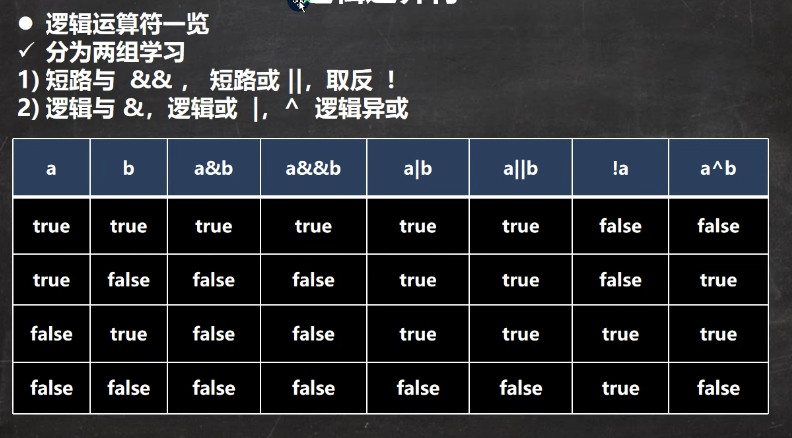 ● 逻辑运算符一览
✓ 分为两组学习
1) 短路与 && ， 短路或 ||，取反 ！
2) 逻辑与 &，逻辑或 |，^ 逻辑异或
a b a&b a&&b a|b a||b !a a^b
true true true true true true false false
true false false false true true false true
false true false false true true true true
false false false false false false true false